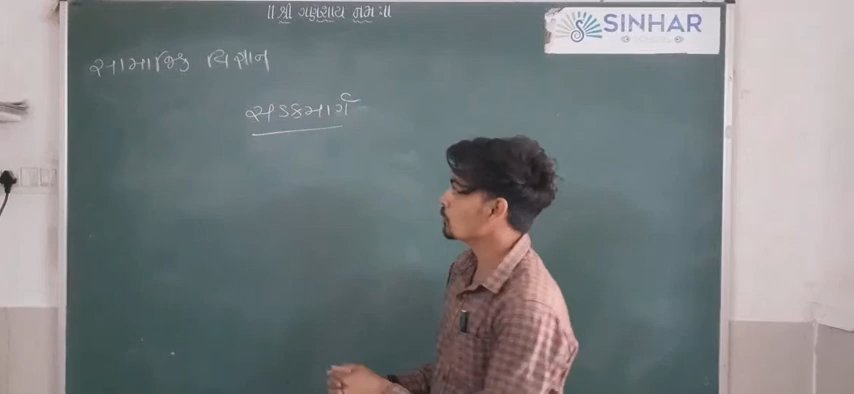 ॥ શ્રી ગણેશાય નમઃ ॥
SINHAR
સામાજિક વિજ્ઞાન
સડકમાર્ગ